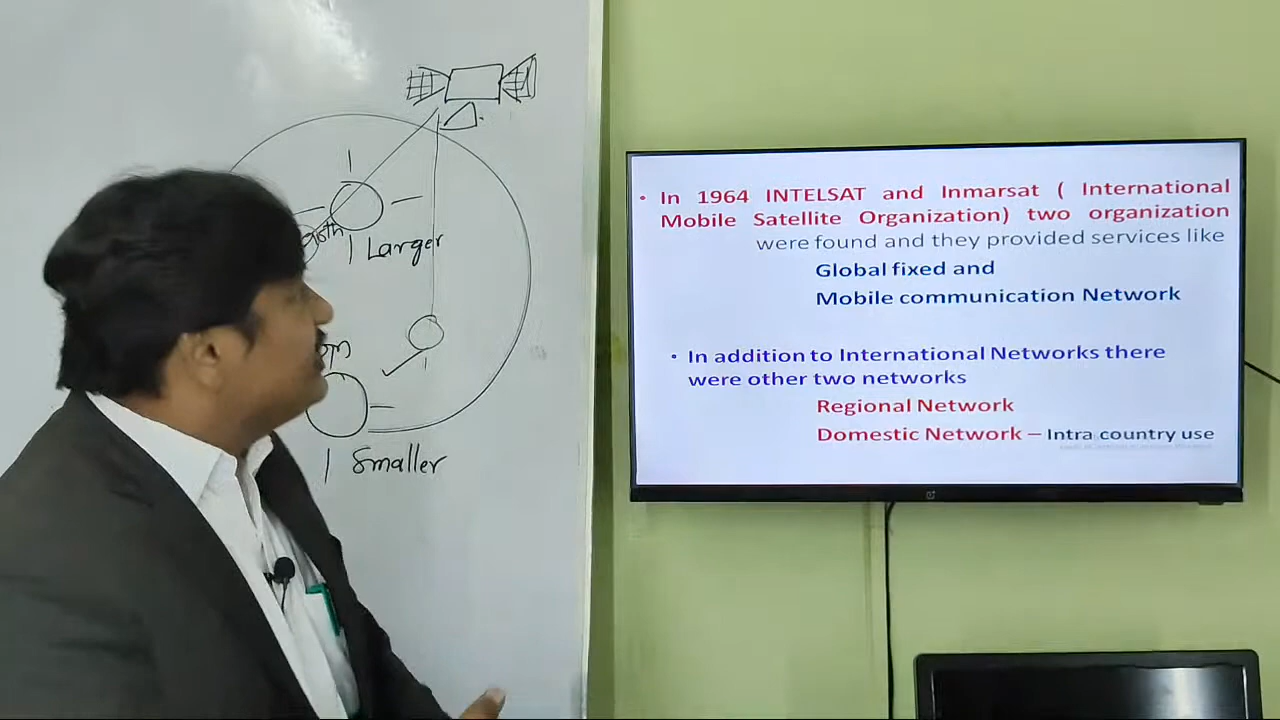 Larger
Smaller
• In 1964 INTELSAT and Inmarsat ( International
Mobile Satellite Organization) two organization
were found and they provided services like
Global fixed and
Mobile communication Network
• In addition to International Networks there
were other two networks
Regional Network
Domestic Network – Intra country use